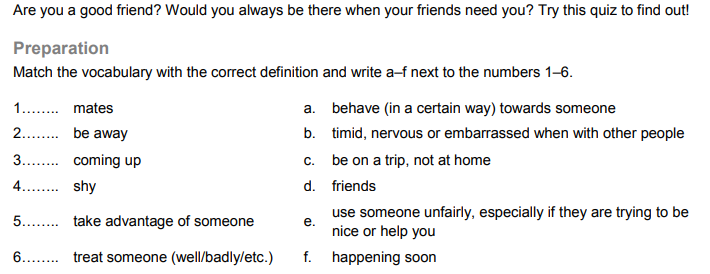 Are you a good friend? Would you always be there when your friends need you? Try this quiz to find out!
Preparation
Match the vocabulary with the correct definition and write a–f next to the numbers 1–6.
1........ mates a. behave (in a certain way) towards someone
2........ be away b. timid, nervous or embarrassed when with other people
3........ coming up c. be on a trip, not at home
4........ shy d. friends
5........ take advantage of someone e. use someone unfairly, especially if they are trying to be
nice or help you
6........ treat someone (well/badly/etc.) f. happening soon